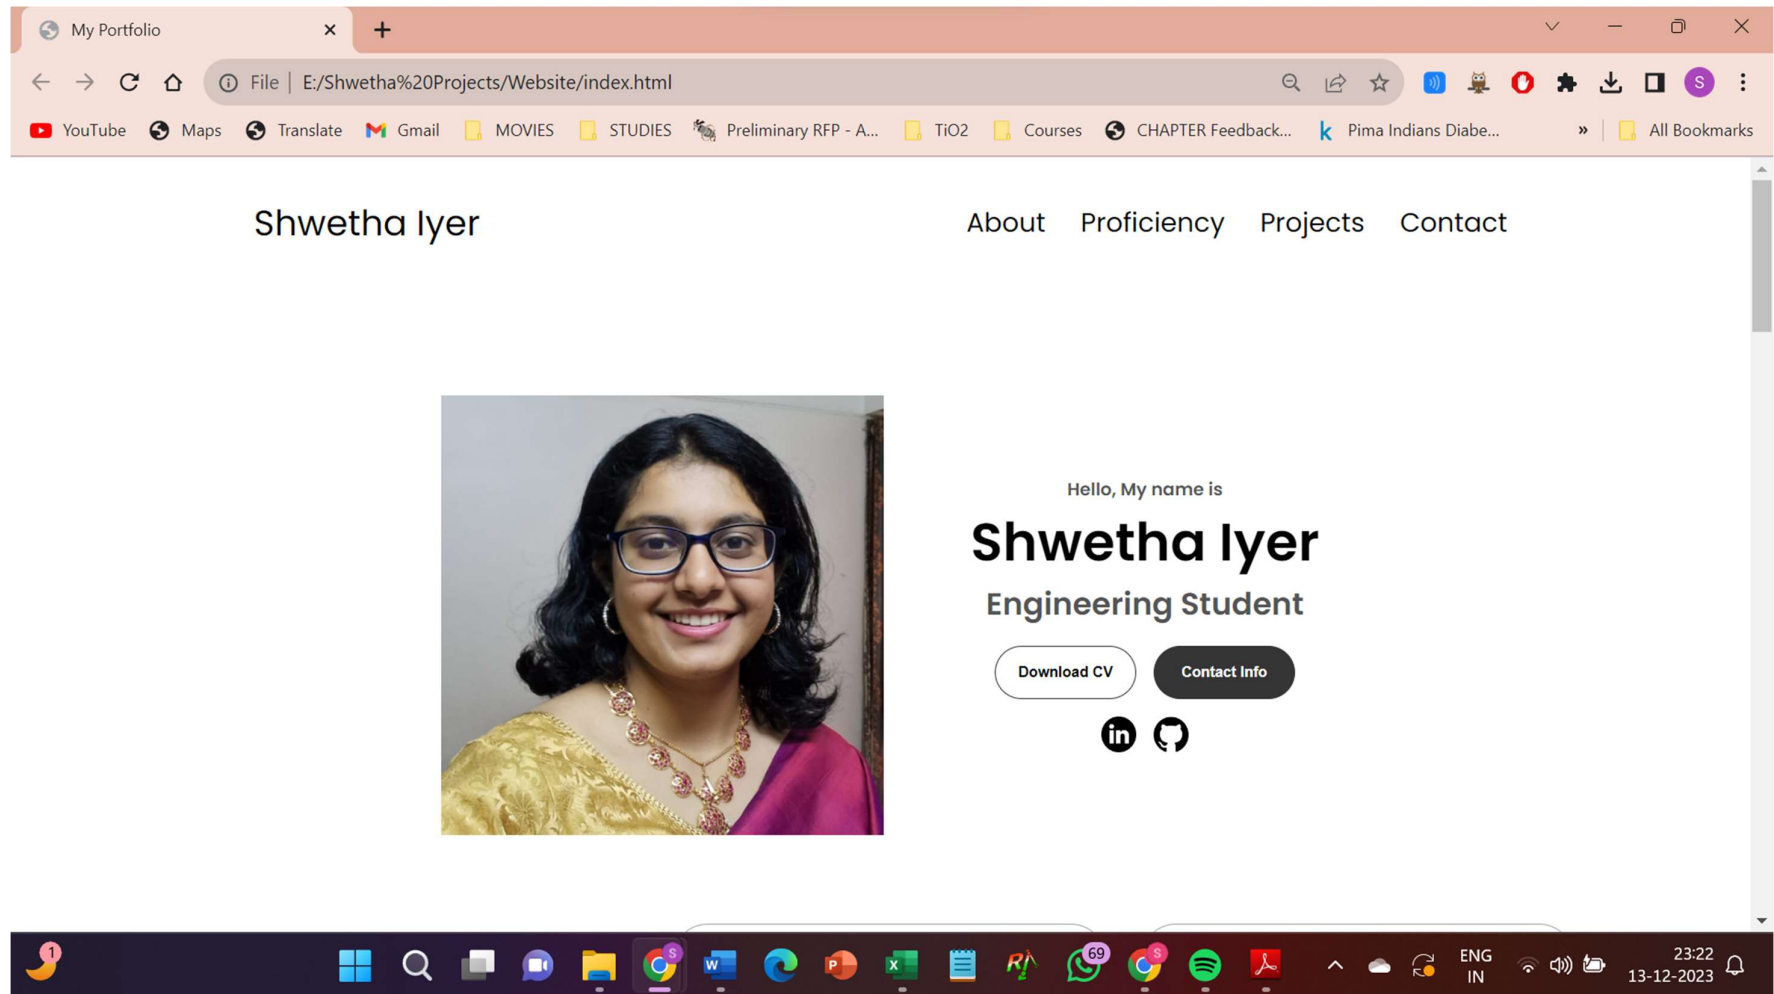 My Portfolio
File E:/Shwetha%20Projects/Website/index.html
S
YouTube Maps Translate Gmail MOVIES STUDIES Preliminary RFP - A... TiO2 Courses CHAPTER Feedback... k Pima Indians Diabe... » All Bookmarks
Shwetha Iyer
About Proficiency Projects Contact
Hello, My name is
Shwetha Iyer
Engineering Student
Download CV Contact Info
in
1
S W P X 69 S
ENG
IN
23:22
13-12-2023